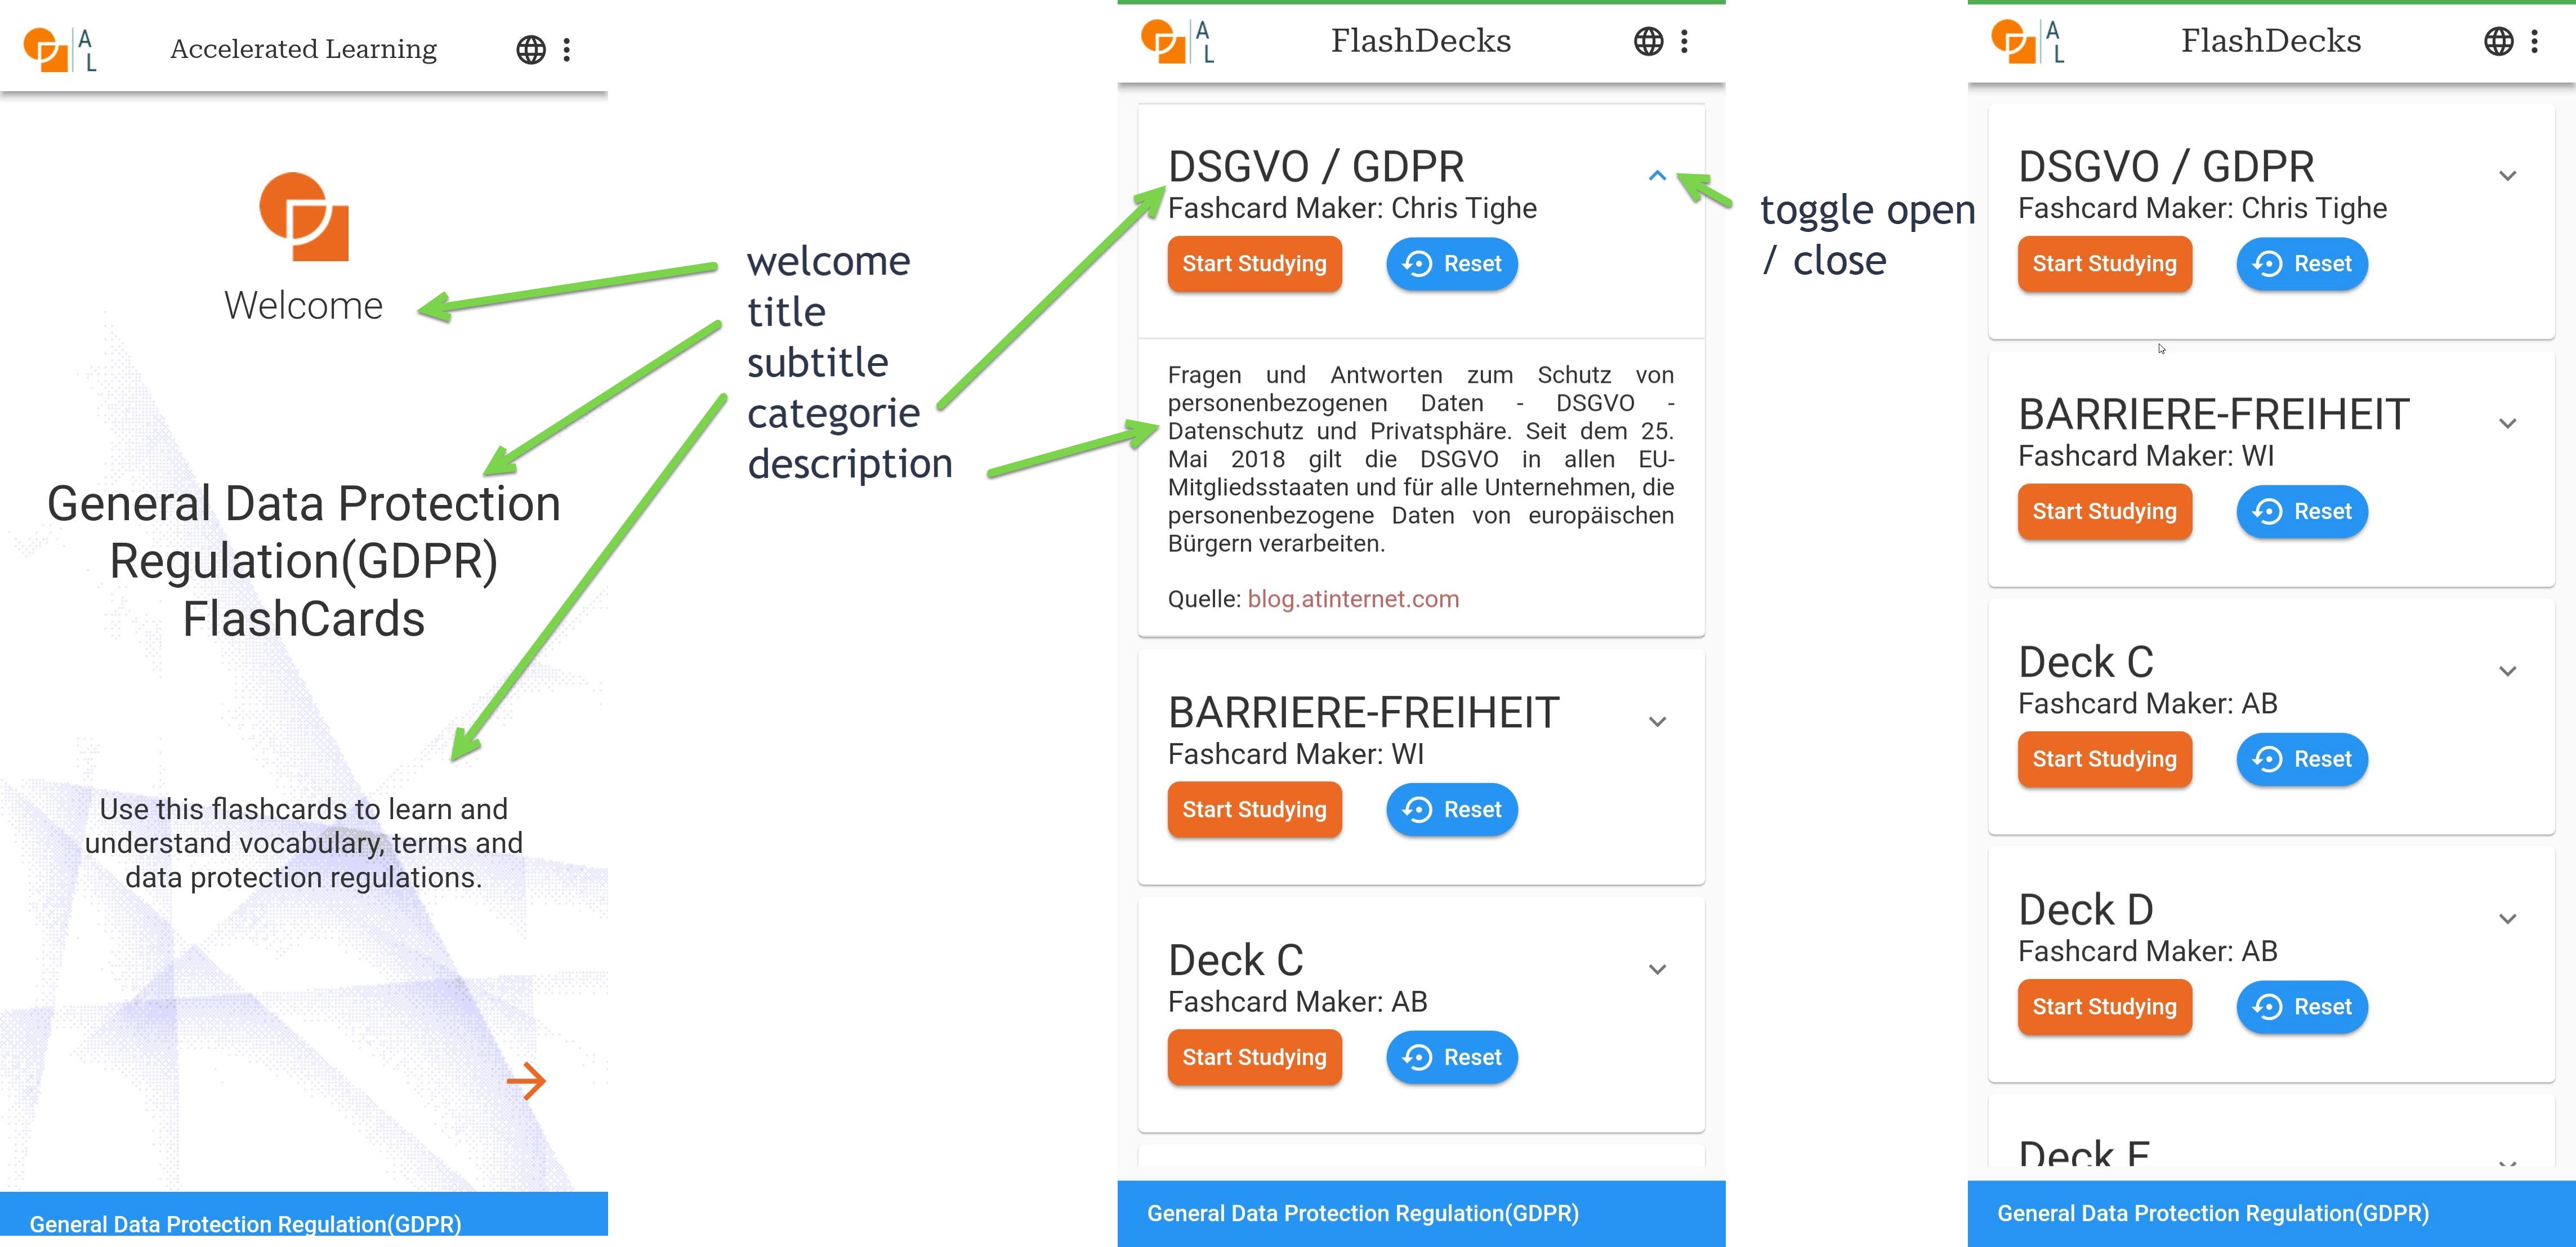 A
L
Accelerated Learning
Welcome
General Data Protection
Regulation(GDPR)
FlashCards
Use this flashcards to learn and
understand vocabulary, terms and
data protection regulations.
General Data Protection Regulation(GDPR)
welcome
title
subtitle
categorie
description
A
L
FlashDecks
DSGVO / GDPR
Fashcard Maker: Chris Tighe
Start Studying
Reset
Fragen und Antworten zum Schutz von
personenbezogenen Daten - DSGVO -
Datenschutz und Privatsphäre. Seit dem 25.
Mai 2018 gilt die DSGVO in allen EU-
Mitgliedsstaaten und für alle Unternehmen, die
personenbezogene Daten von europäischen
Bürgern verarbeiten.
Quelle: blog.atinternet.com
BARRIERE-FREIHEIT
Fashcard Maker: WI
Start Studying
Reset
Deck C
Fashcard Maker: AB
Start Studying
Reset
General Data Protection Regulation(GDPR)
toggle open
/ close
A
L
FlashDecks
DSGVO / GDPR
Fashcard Maker: Chris Tighe
Start Studying
Reset
BARRIERE-FREIHEIT
Fashcard Maker: WI
Start Studying
Reset
Deck C
Fashcard Maker: AB
Start Studying
Reset
Deck D
Fashcard Maker: AB
Start Studying
Reset
Deck E
General Data Protection Regulation(GDPR)